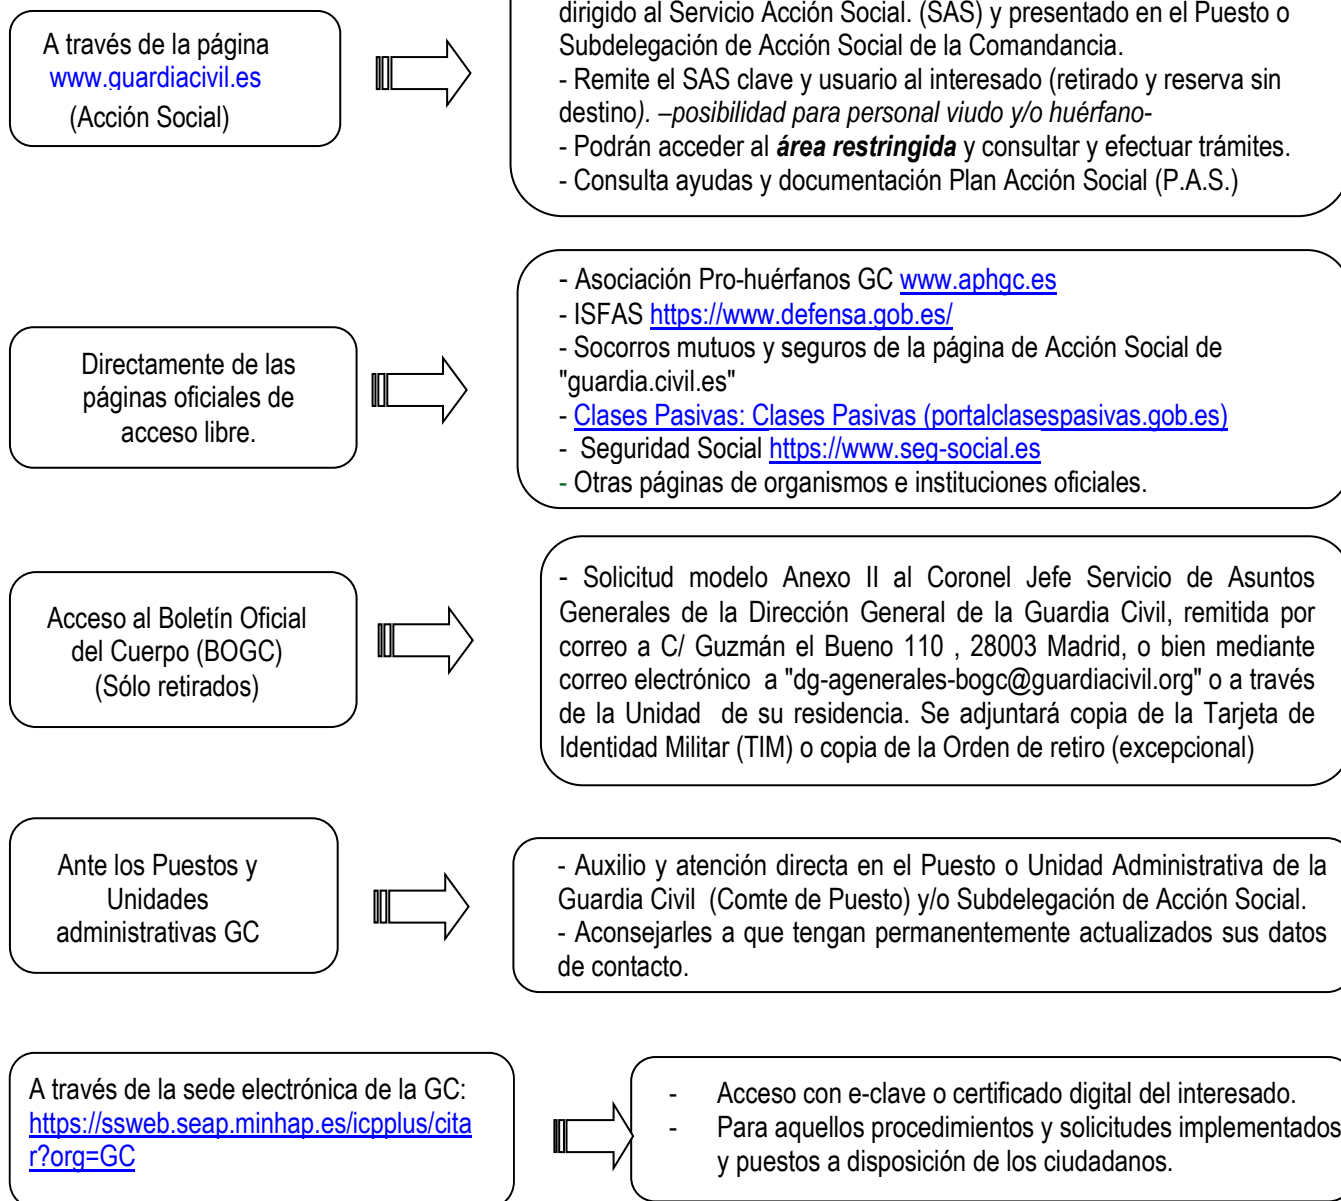 dirigido al Servicio Acción Social. (SAS) y presentado en el Puesto o
Subdelegación de Acción Social de la Comandancia.
- Remite el SAS clave y usuario al interesado (retirado y reserva sin
destino). –posibilidad para personal viudo y/o huérfano-
- Podrán acceder al área restringida y consultar y efectuar trámites.
- Consulta ayudas y documentación Plan Acción Social (P.A.S.)
A través de la página
www.guardiacivil.es
(Acción Social)
Directamente de las
páginas oficiales de
acceso libre.
- Asociación Pro-huérfanos GC www.aphgc.es
- ISFAS https://www.defensa.gob.es/
- Socorros mutuos y seguros de la página de Acción Social de
"guardia.civil.es"
- Clases Pasivas: Clases Pasivas (portalclasespasivas.gob.es)
- Seguridad Social https://www.seg-social.es
- Otras páginas de organismos e instituciones oficiales.
Acceso al Boletín Oficial
del Cuerpo (BOGC)
(Sólo retirados)
- Solicitud modelo Anexo II al Coronel Jefe Servicio de Asuntos
Generales de la Dirección General de la Guardia Civil, remitida por
correo a C/ Guzmán el Bueno 110 , 28003 Madrid, o bien mediante
correo electrónico a "dg-agenerales-bogc@guardiacivil.org" o a través
de la Unidad de su residencia. Se adjuntará copia de la Tarjeta de
Identidad Militar (TIM) o copia de la Orden de retiro (excepcional)
Ante los Puestos y
Unidades
administrativas GC
- Auxilio y atención directa en el Puesto o Unidad Administrativa de la
Guardia Civil (Comte de Puesto) y/o Subdelegación de Acción Social.
- Aconsejarles a que tengan permanentemente actualizados sus datos
de contacto.
A través de la sede electrónica de la GC:
https://ssweb.seap.minhap.es/icpplus/cita
r?org=GC
- Acceso con e-clave o certificado digital del interesado.
- Para aquellos procedimientos y solicitudes implementados
y puestos a disposición de los ciudadanos.